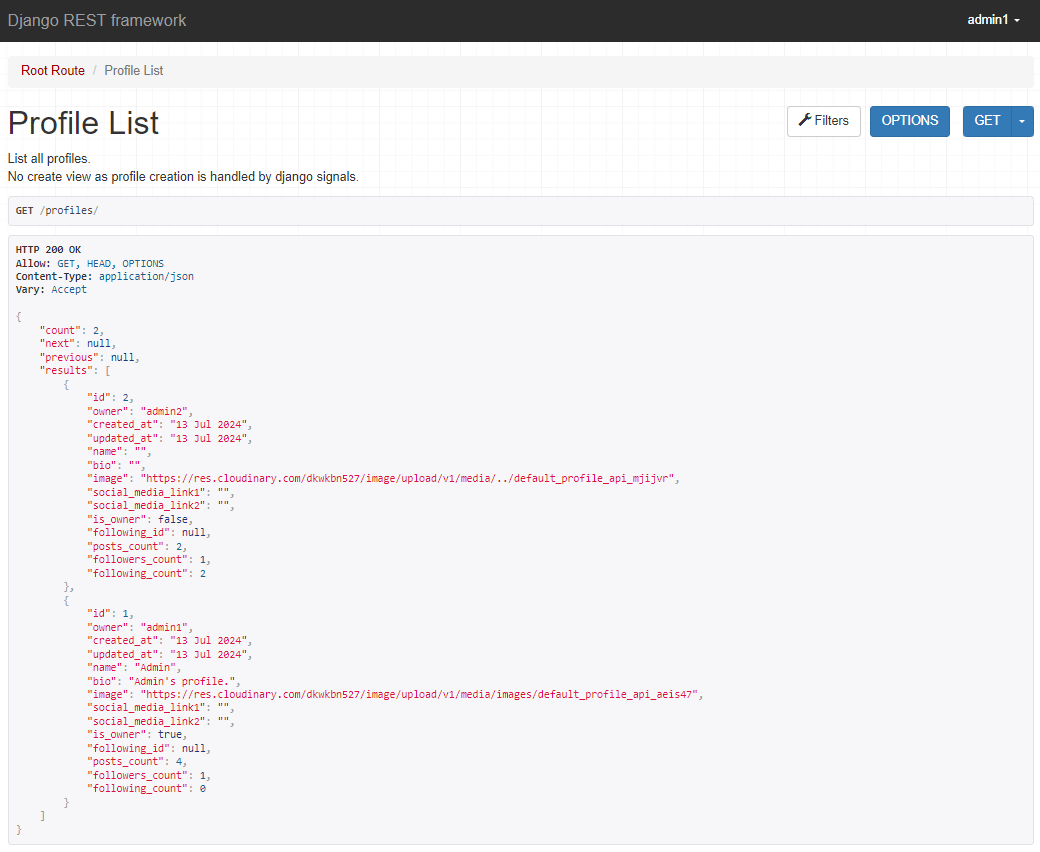 Django REST framework
admin1
Root Route / Profile List
Profile List
Filters
OPTIONS
GET
List all profiles.
No create view as profile creation is handled by django signals.
GET /profiles/
HTTP 200 OK
Allow: GET, HEAD, OPTIONS
Content-Type: application/json
Vary: Accept
{
    "count": 2,
    "next": null,
    "previous": null,
    "results": [
        {
            "id": 2,
            "owner": "admin2",
            "created_at": "13 Jul 2024",
            "updated_at": "13 Jul 2024",
            "name": "",
            "bio": "",
            "image": "https://res.cloudinary.com/dkwkbn527/image/upload/v1/media/../default_profile_api_mjijvr",
            "social_media_link1": "",
            "social_media_link2": "",
            "is_owner": false,
            "following_id": null,
            "posts_count": 2,
            "followers_count": 1,
            "following_count": 2
        },
        {
            "id": 1,
            "owner": "admin1",
            "created_at": "13 Jul 2024",
            "updated_at": "13 Jul 2024",
            "name": "Admin",
            "bio": "Admin's profile.",
            "image": "https://res.cloudinary.com/dkwkbn527/image/upload/v1/media/images/default_profile_api_aeis47",
            "social_media_link1": "",
            "social_media_link2": "",
            "is_owner": true,
            "following_id": null,
            "posts_count": 4,
            "followers_count": 1,
            "following_count": 0
        }
    ]
}